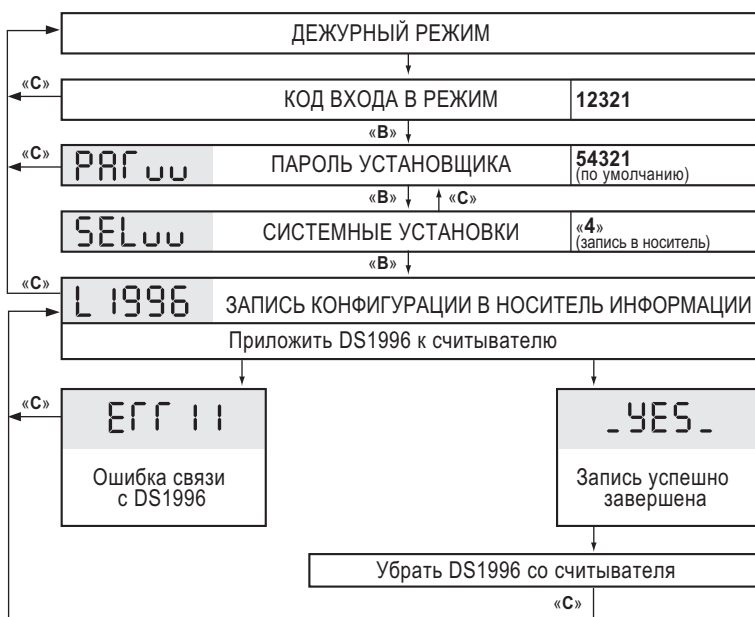 ДЕЖУРНЫЙ РЕЖИМ
«С»
КОД ВХОДА В РЕЖИМ 12321
«В»
«С»
PAГuu ПАРОЛЬ УСТАНОВЩИКА 54321
(по умолчанию)
«В» «С»
SELuu СИСТЕМНЫЕ УСТАНОВКИ «4»
(запись в носитель)
«В»
«С»
L 1996 ЗАПИСЬ КОНФИГУРАЦИИ В НОСИТЕЛЬ ИНФОРМАЦИИ
Приложить DS1996 к считывателю
«С»
EГГ 11
_YES_
Ошибка связи
с DS1996
Запись успешно
завершена
Убрать DS1996 со считывателя
«С»